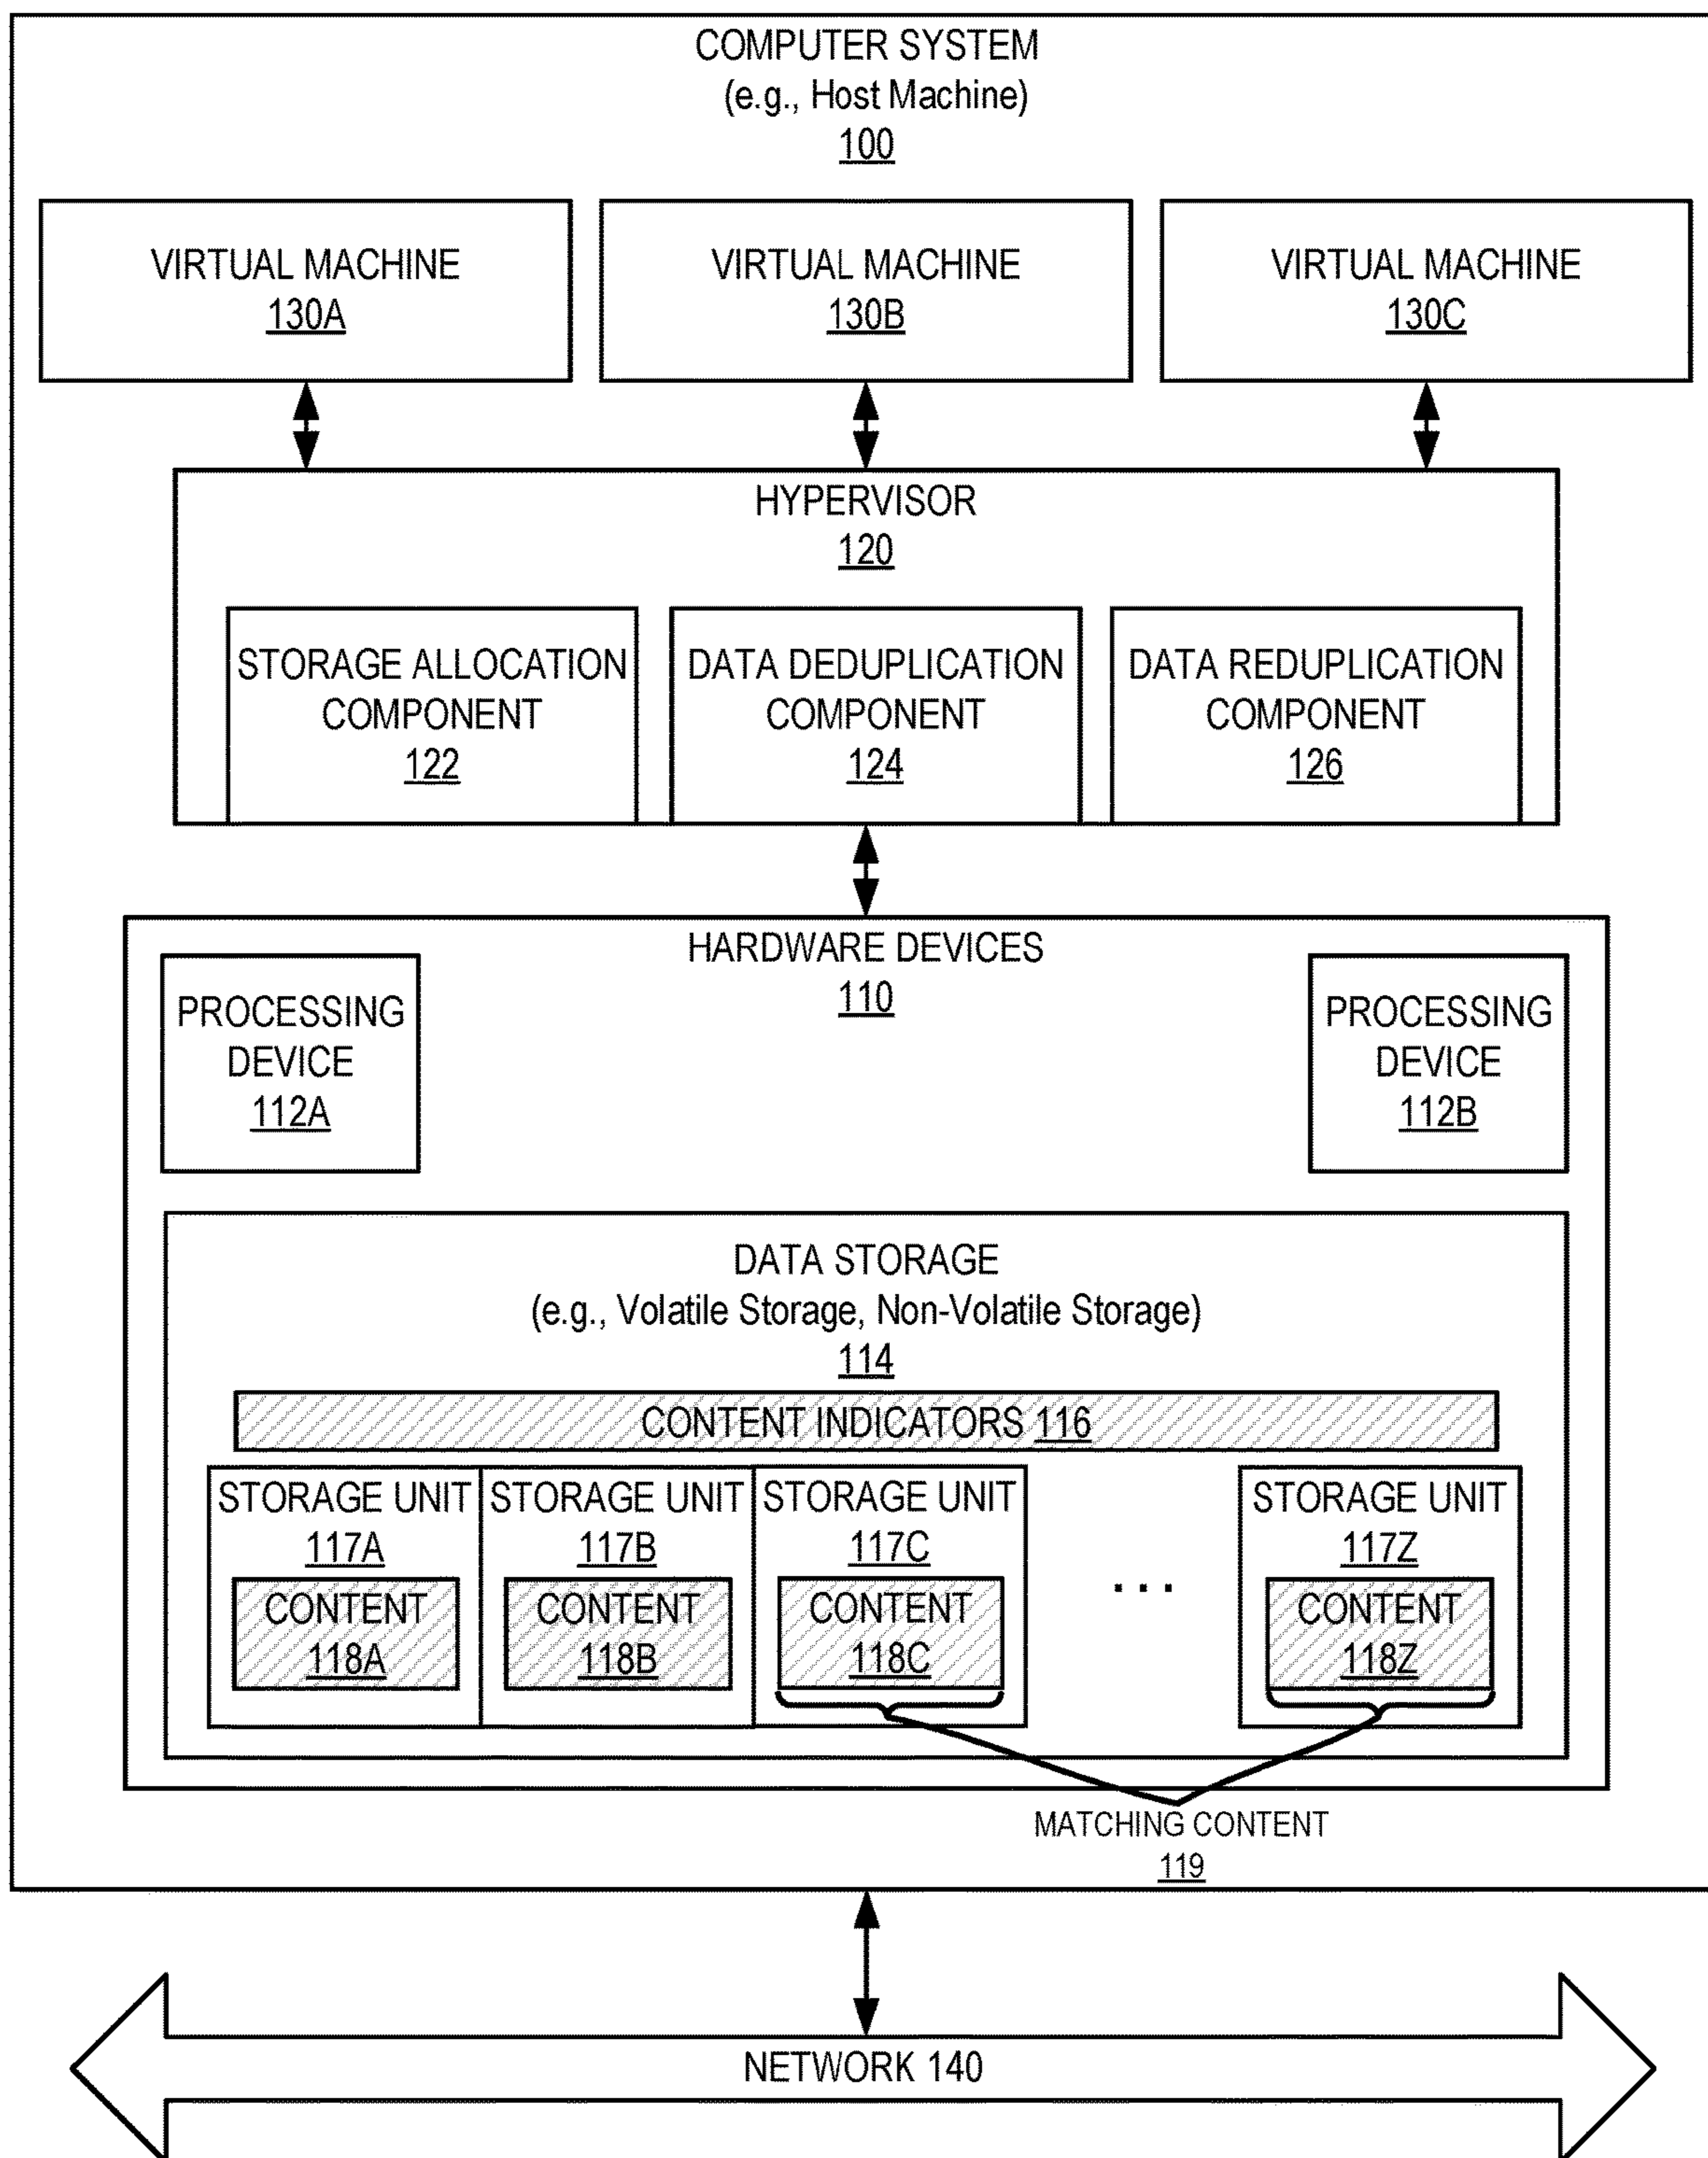 COMPUTER SYSTEM
(e.g., Host Machine)
100
VIRTUAL MACHINE
130A
VIRTUAL MACHINE
130B
VIRTUAL MACHINE
130C
HYPERVISOR
120
STORAGE ALLOCATION
COMPONENT
122
DATA DEDUPLICATION
COMPONENT
124
DATA REDUPLICATION
COMPONENT
126
HARDWARE DEVICES
110
PROCESSING
DEVICE
112A
PROCESSING
DEVICE
112B
DATA STORAGE
(e.g., Volatile Storage, Non-Volatile Storage)
114
CONTENT INDICATORS 116
STORAGE UNIT
117A
CONTENT
118A
STORAGE UNIT
117B
CONTENT
118B
STORAGE UNIT
117C
CONTENT
118C
...
STORAGE UNIT
117Z
CONTENT
118Z
MATCHING CONTENT
119
NETWORK 140